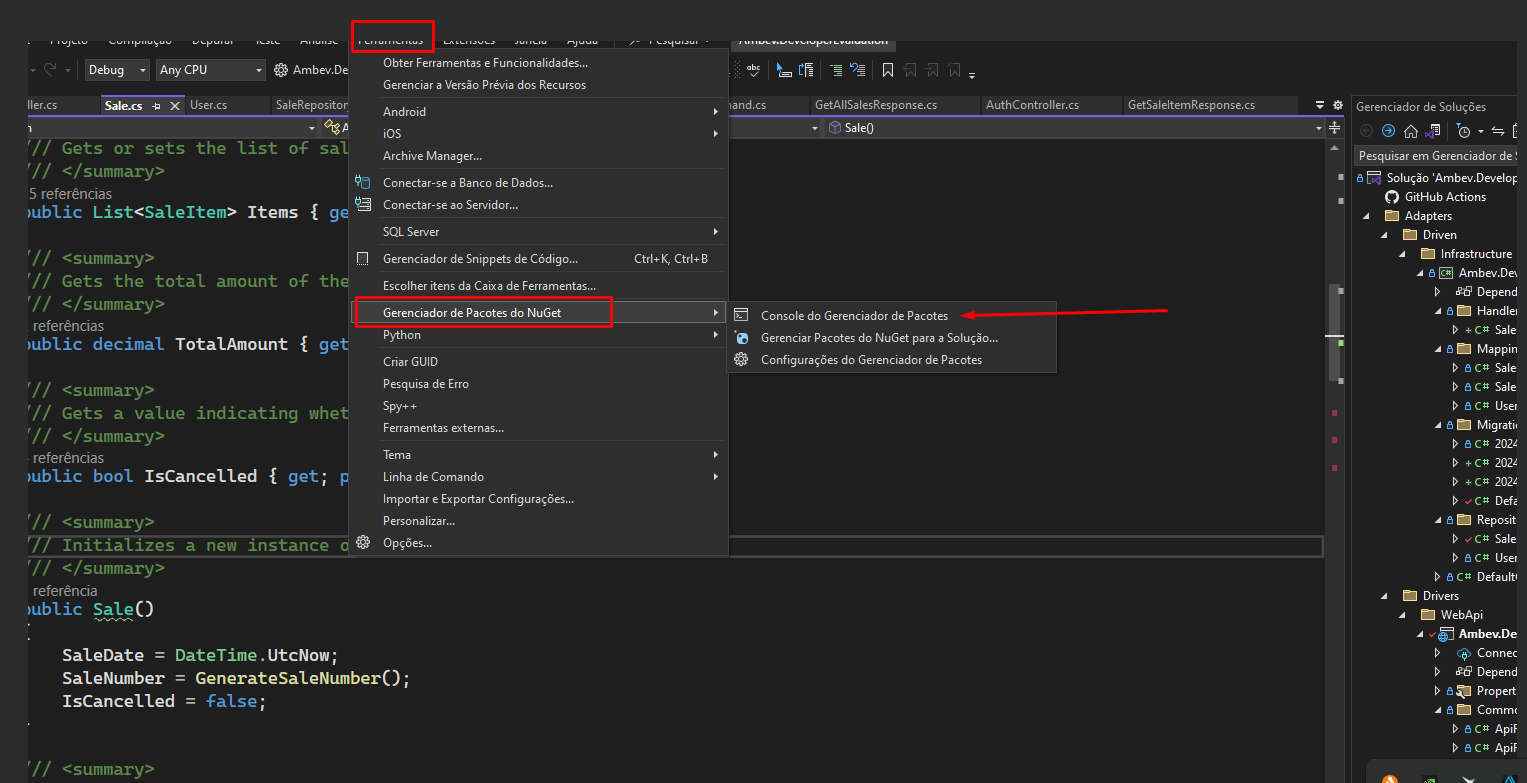 Projeto Compilação Depurar Teste Análise Ferramentas Extensões Janela Ajuda Pesquisar Ambev.DeveloperEvaluation
Debug Any CPU Ambev.De
ller.cs Sale.cs User.cs SaleRepositor and.cs GetAllSalesResponse.cs AuthController.cs GetSaleItemResponse.cs
Sale()
/// Gets or sets the list of sal
/// </summary>
5 referências
public List<SaleItem> Items { ge
/// <summary>
/// Gets the total amount of the
/// </summary>
referências
public decimal TotalAmount { get
/// <summary>
/// Gets a value indicating whet
/// </summary>
referências
public bool IsCancelled { get; p
/// <summary>
/// Initializes a new instance o
/// </summary>
referência
public Sale()
{
SaleDate = DateTime.UtcNow;
SaleNumber = GenerateSaleNumber();
IsCancelled = false;
/// <summary>
Obter Ferramentas e Funcionalidades...
Gerenciar a Versão Prévia dos Recursos
Android
iOS
Archive Manager...
Conectar-se a Banco de Dados...
Conectar-se ao Servidor...
SQL Server
Gerenciador de Snippets de Código... Ctrl+K, Ctrl+B
Escolher itens da Caixa de Ferramentas...
Gerenciador de Pacotes do NuGet
Python
Criar GUID
Pesquisa de Erro
Spy++
Ferramentas externas...
Tema
Linha de Comando
Importar e Exportar Configurações...
Personalizar...
Opções...
Console do Gerenciador de Pacotes
Gerenciar Pacotes do NuGet para a Solução...
Configurações do Gerenciador de Pacotes
Gerenciador de Soluções
Pesquisar em Gerenciador de S
Solução 'Ambev.Develop
GitHub Actions
Adapters
Driven
Infrastructure
Ambev.Dev
Depend
Handler
C# Sale
Mappin
C# Sale
C# Sale
C# User
Migratio
C# 2024
C# 2024
C# 2024
C# Defa
Reposit
C# Sale
C# User
C# Default
Drivers
WebApi
Ambev.De
Connec
Depend
Propert
Commo
C# ApiR
C# ApiR